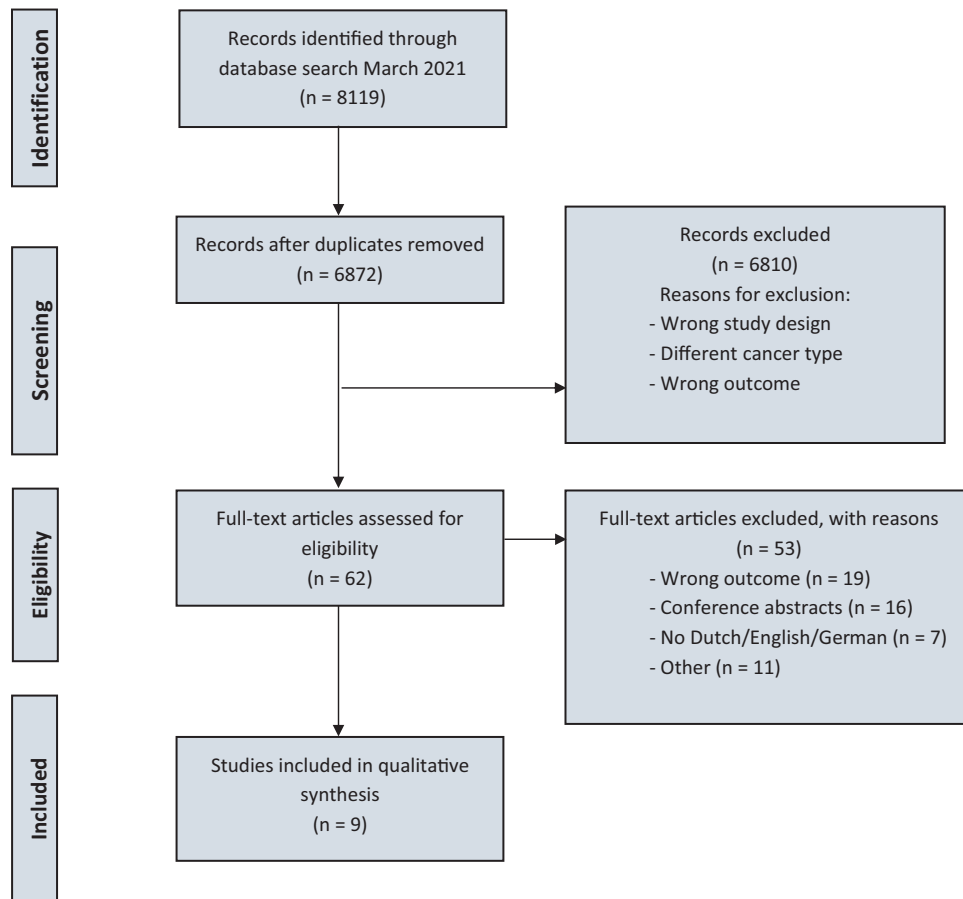 Identification
Records identified through
database search March 2021
(n = 8119)
Screening
Records after duplicates removed
(n = 6872)
Records excluded
(n = 6810)
Reasons for exclusion:
- Wrong study design
- Different cancer type
- Wrong outcome
Eligibility
Full-text articles assessed for
eligibility
(n = 62)
Full-text articles excluded, with reasons
(n = 53)
- Wrong outcome (n = 19)
- Conference abstracts (n = 16)
- No Dutch/English/German (n = 7)
- Other (n = 11)
Included
Studies included in qualitative
synthesis
(n = 9)